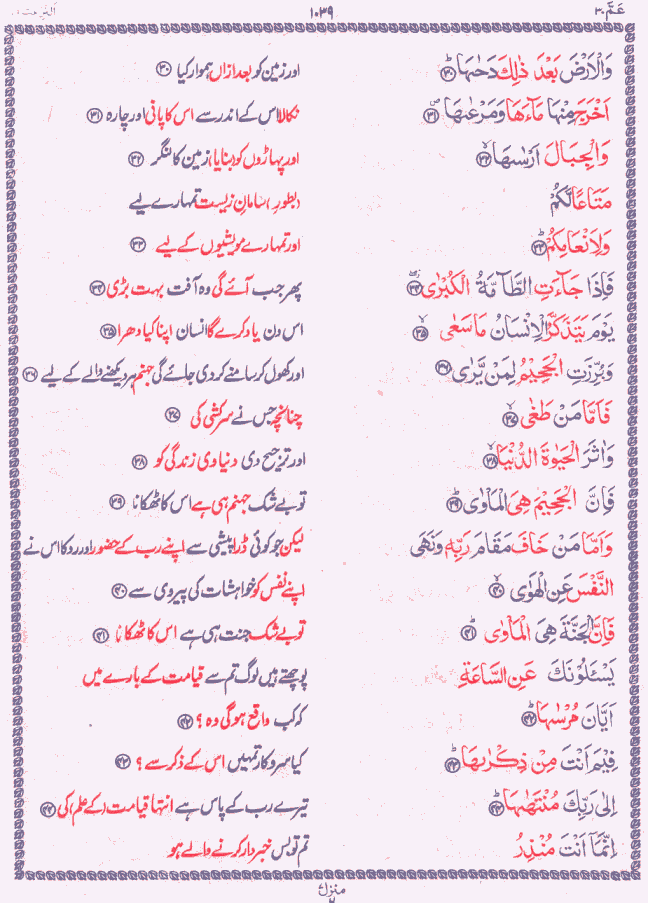 عَمَّ ٣٠
١٠٣٩
النّٰزعٰت ٧٩
وَالْاَرْضَ بَعْدَ ذٰلِكَ دَحٰىهَا ۝٣٠ اور زمین کو بعد ازاں ہموار کیا ۝٣٠
اَخْرَجَ مِنْهَا مَآءَهَا وَمَرْعٰىهَا ۝٣١ نکالا اس کے اندر سے اس کا پانی اور چارہ ۝٣١
وَالْجِبَالَ اَرْسٰىهَا ۝٣٢ اور پہاڑوں کو (بنایا) زمین کا لنگر ۝٣٢
مَتَاعًا لَّكُمْ (بطور) سامانِ زیست تمہارے لیے
وَلِاَنْعَامِكُمْ ۝٣٣ اور تمہارے مویشیوں کے لیے ۝٣٣
فَاِذَا جَآءَتِ الطَّآمَّةُ الْكُبْرٰى ۝٣٤ پھر جب آئے گی وہ آفت بہت بڑی ۝٣٤
يَوْمَ يَتَذَكَّرُ الْاِنْسَانُ مَا سَعٰى ۝٣٥ اس دن یاد کرے گا انسان اپنا کیا دھرا ۝٣٥
وَبُرِّزَتِ الْجَحِيْمُ لِمَنْ يَّرٰى ۝٣٦ اور کھول کر سامنے کر دی جائے گی جہنم ہر دیکھنے والے کے لیے ۝٣٦
فَاَمَّا مَنْ طَغٰى ۝٣٧ چنانچہ جس نے سرکشی کی ۝٣٧
وَاٰثَرَ الْحَيٰوةَ الدُّنْيَا ۝٣٨ اور ترجیح دی دنیاوی زندگی کو ۝٣٨
فَاِنَّ الْجَحِيْمَ هِىَ الْمَاْوٰى ۝٣٩ تو بے شک جہنم ہی ہے اس کا ٹھکانا ۝٣٩
وَاَمَّا مَنْ خَافَ مَقَامَ رَبِّهٖ وَنَهَى لیکن جو کوئی ڈرا پیشی سے اپنے رب کے حضور اور روکا اس نے
النَّفْسَ عَنِ الْهَوٰى ۝٤٠ اپنے نفس کو خواہشات کی پیروی سے ۝٤٠
فَاِنَّ الْجَنَّةَ هِىَ الْمَاْوٰى ۝٤١ تو بے شک جنت ہی ہے اس کا ٹھکانا ۝٤١
يَسْـَٔلُوْنَكَ عَنِ السَّاعَةِ پوچھتے ہیں لوگ تم سے قیامت کے بارے میں
اَيَّانَ مُرْسٰىهَا ۝٤٢ کہ کب واقع ہوگی وہ؟ ۝٤٢
فِيْمَ اَنْتَ مِنْ ذِكْرٰىهَا ۝٤٣ کیا سروکار تمہیں اس کے ذکر سے؟ ۝٤٣
اِلٰى رَبِّكَ مُنْتَهٰىهَا ۝٤٤ تیرے رب کے پاس ہے انتہا قیامت (کے علم) کی ۝٤٤
اِنَّمَآ اَنْتَ مُنْذِرُ تم تو بس خبردار کرنے والے ہو
منزل ٧